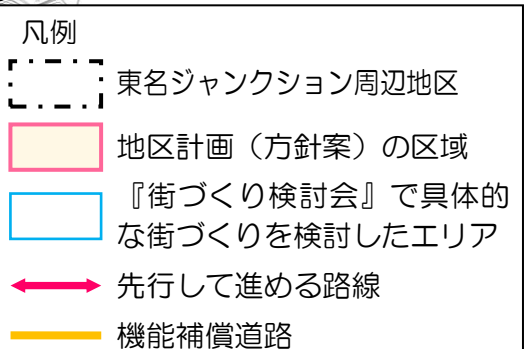 凡例
東名ジャンクション周辺地区
地区計画（方針案）の区域
『街づくり検討会』で具体的
な街づくりを検討したエリア
先行して進める路線
機能補償道路